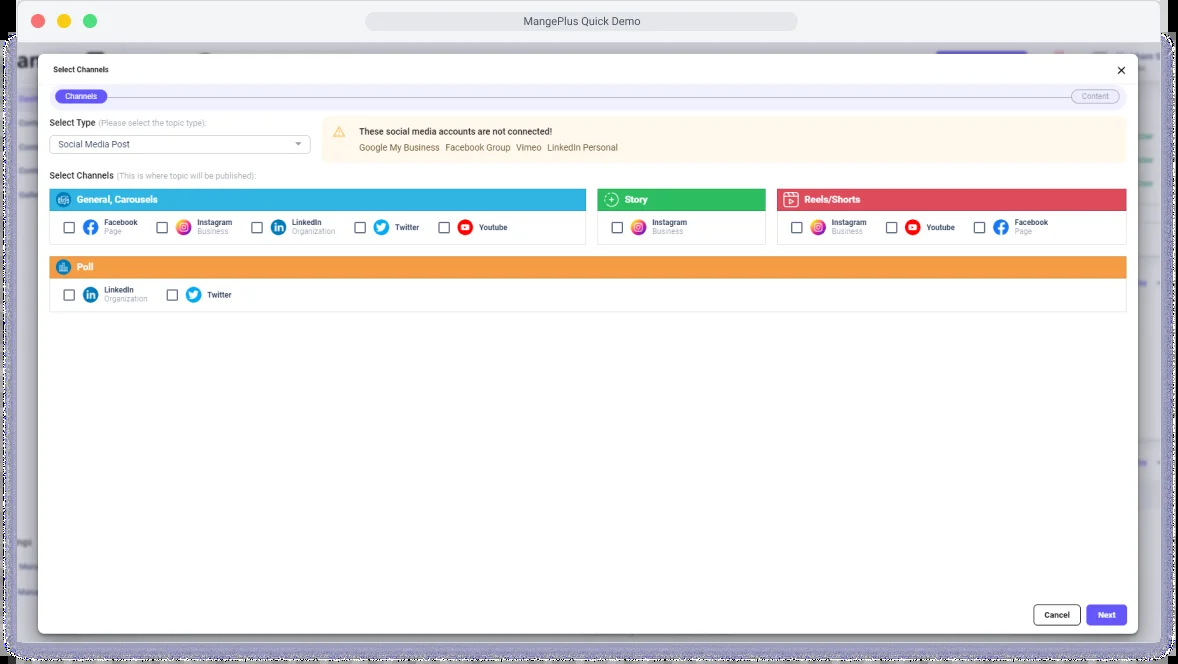 MangePlus Quick Demo
Select Channels
Channels
Content
Select Type (Please select the topic type):
Social Media Post
These social media accounts are not connected!
Google My Business Facebook Group Vimeo LinkedIn Personal
Select Channels (This is where topic will be published):
General, Carousels
Story
Reels/Shorts
Facebook Page
Instagram Business
LinkedIn Organization
Twitter
Youtube
Instagram Business
Instagram Business
Youtube
Facebook Page
Poll
LinkedIn Organization
Twitter
Cancel
Next